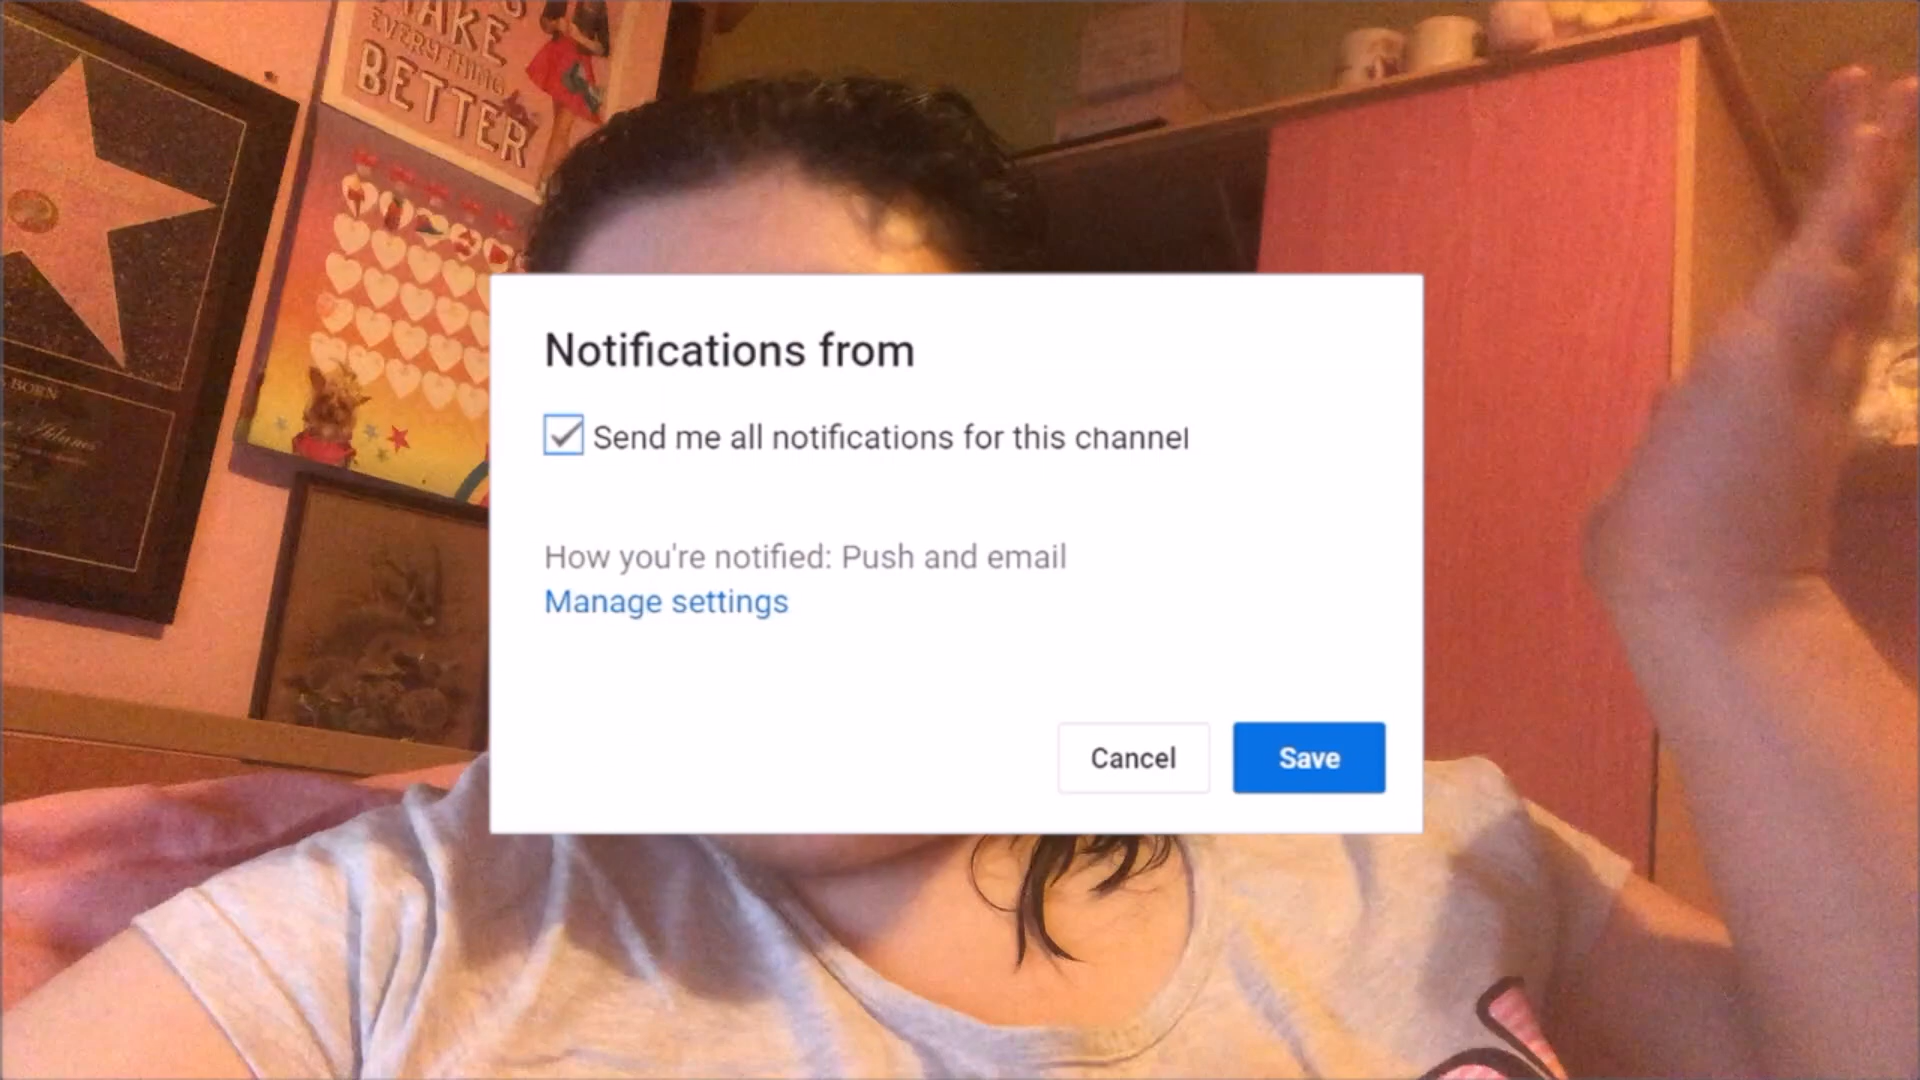 MAKE
EVERYTHING
BETTER
BORN
Notifications from
Send me all notifications for this channel
How you're notified: Push and email
Manage settings
Cancel
Save